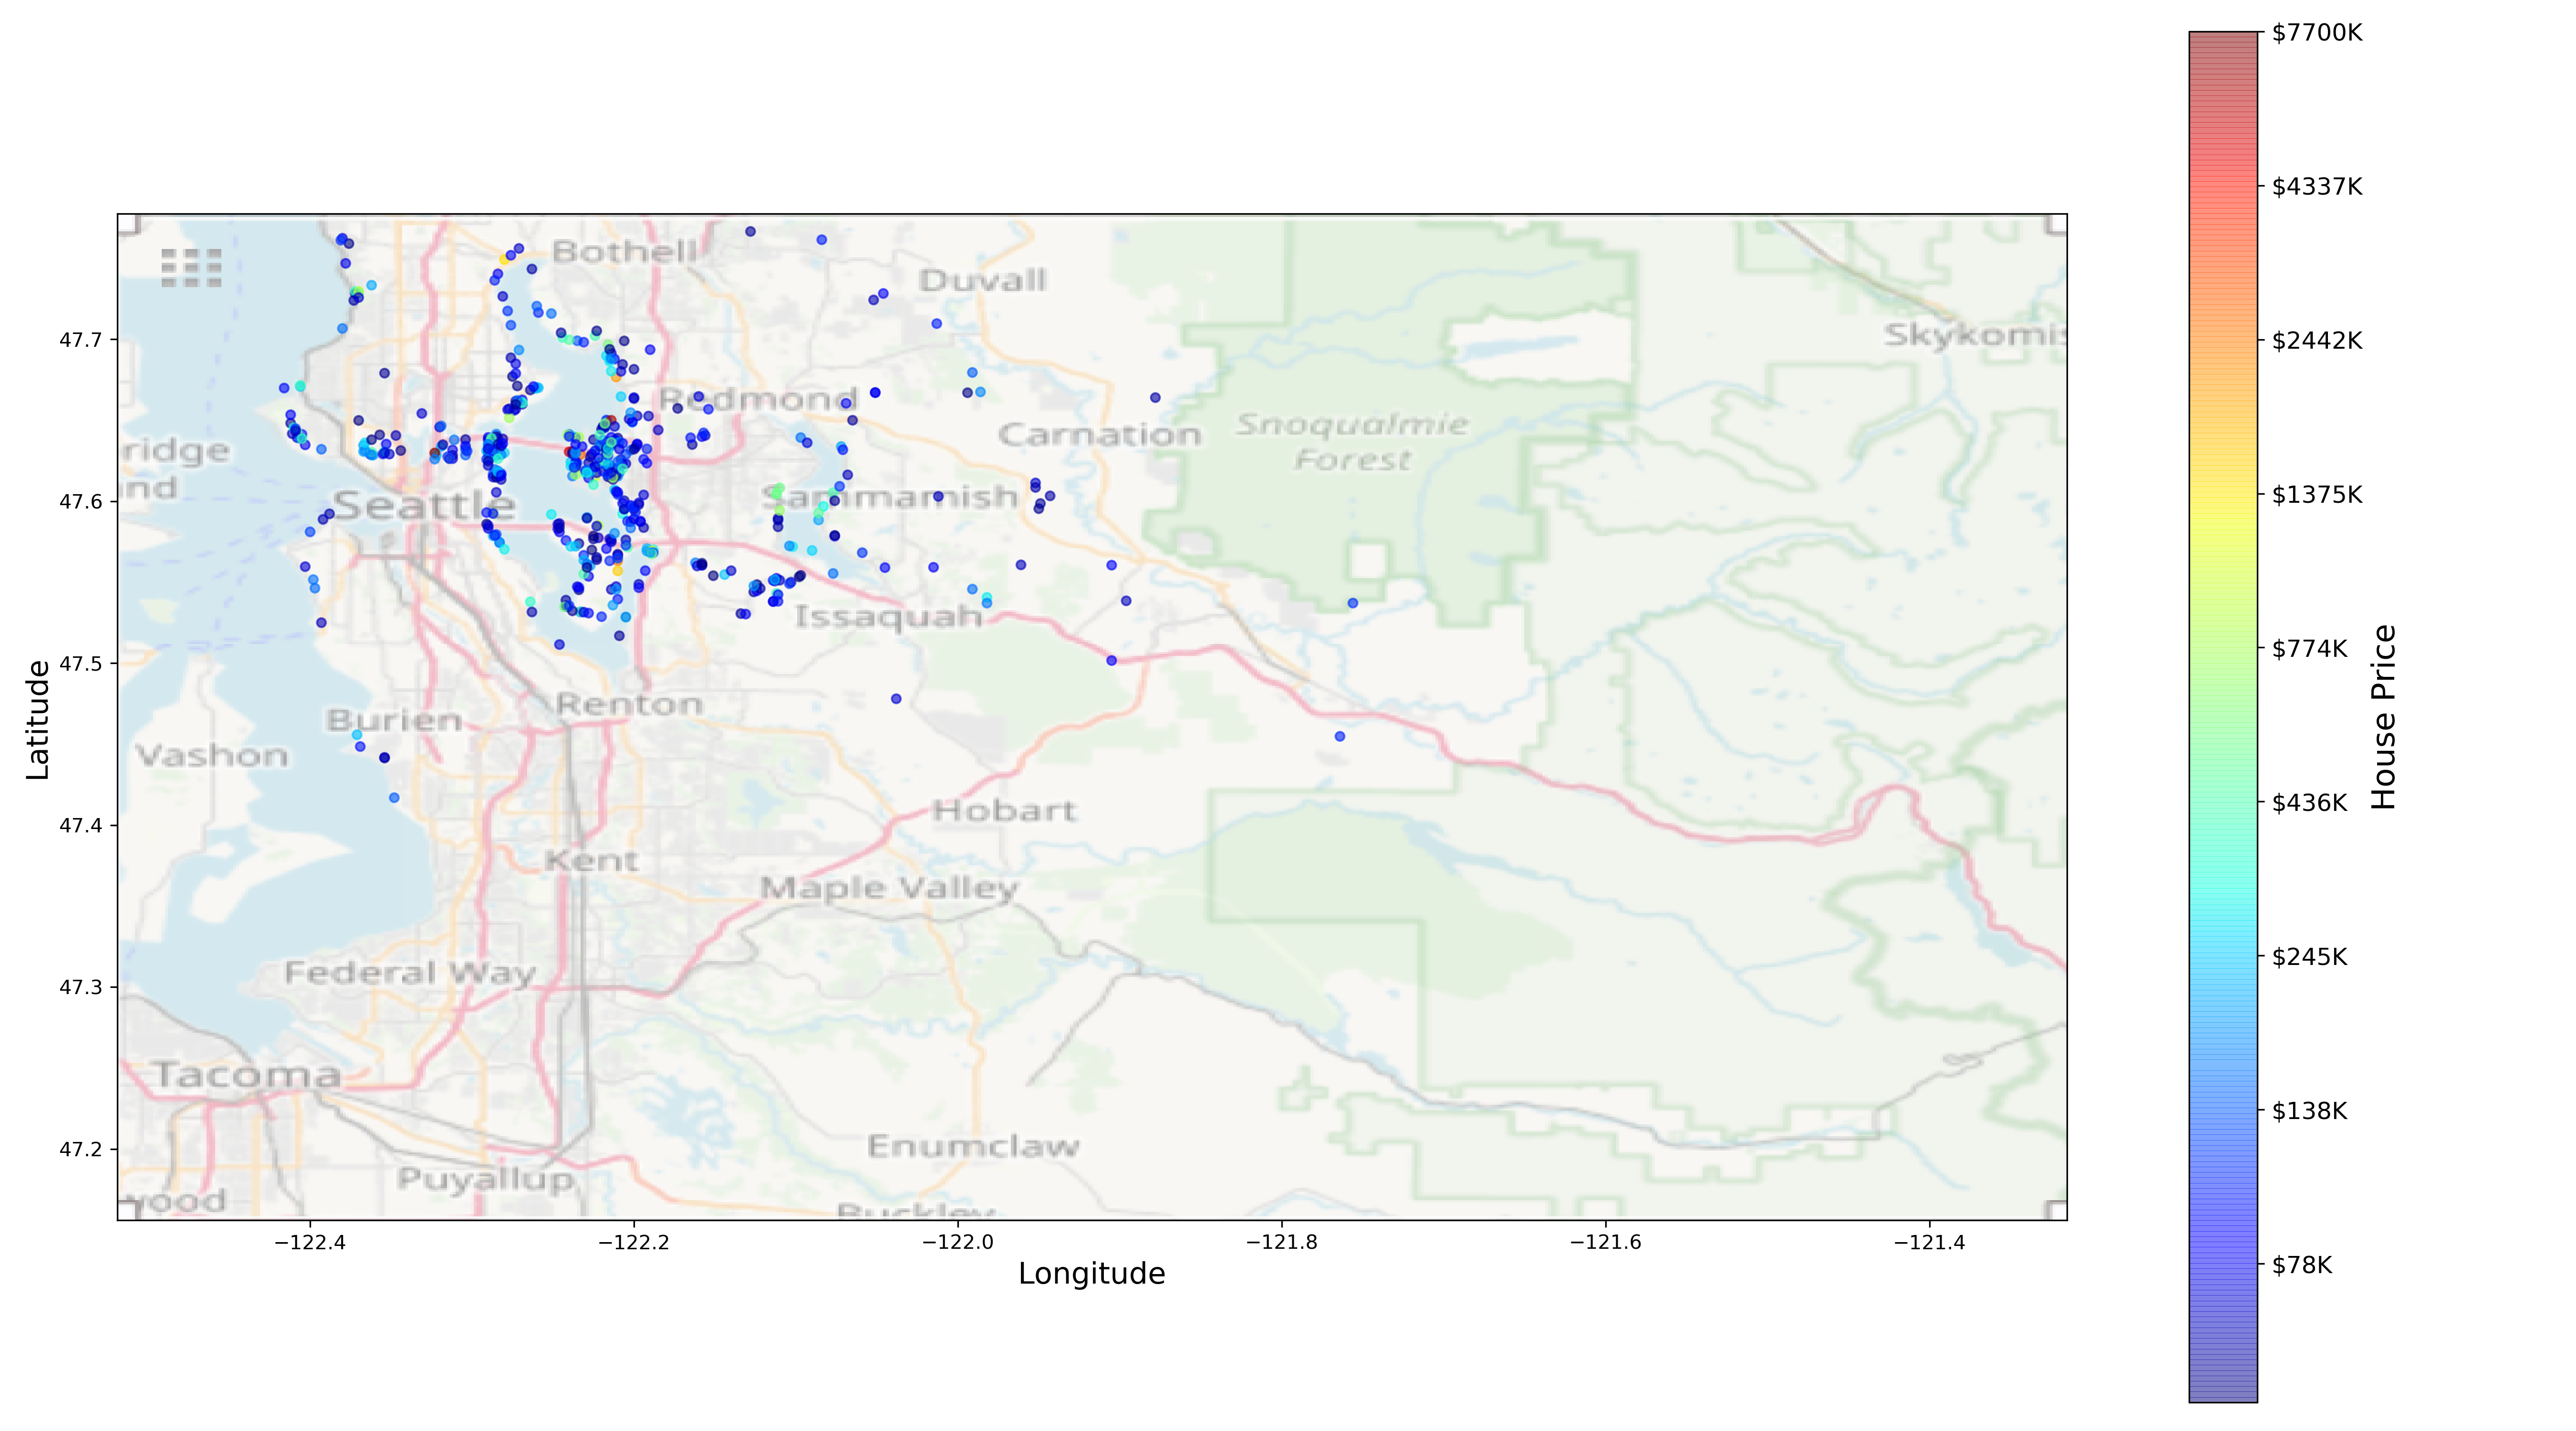 Bothell
Duvall
Skykomis
Redmond
Carnation
Snoqualmie
Forest
ridge
nd
Seattle
Sammamish
Issaquah
Renton
Burien
Vashon
Hobart
Kent
Maple Valley
Federal Way
Tacoma
Enumclaw
Puyallup
wood
Buckley
47.7
47.6
47.5
47.4
47.3
47.2
Latitude
−122.4
−122.2
−122.0
−121.8
−121.6
−121.4
Longitude
$7700K
$4337K
$2442K
$1375K
$774K
$436K
$245K
$138K
$78K
House Price